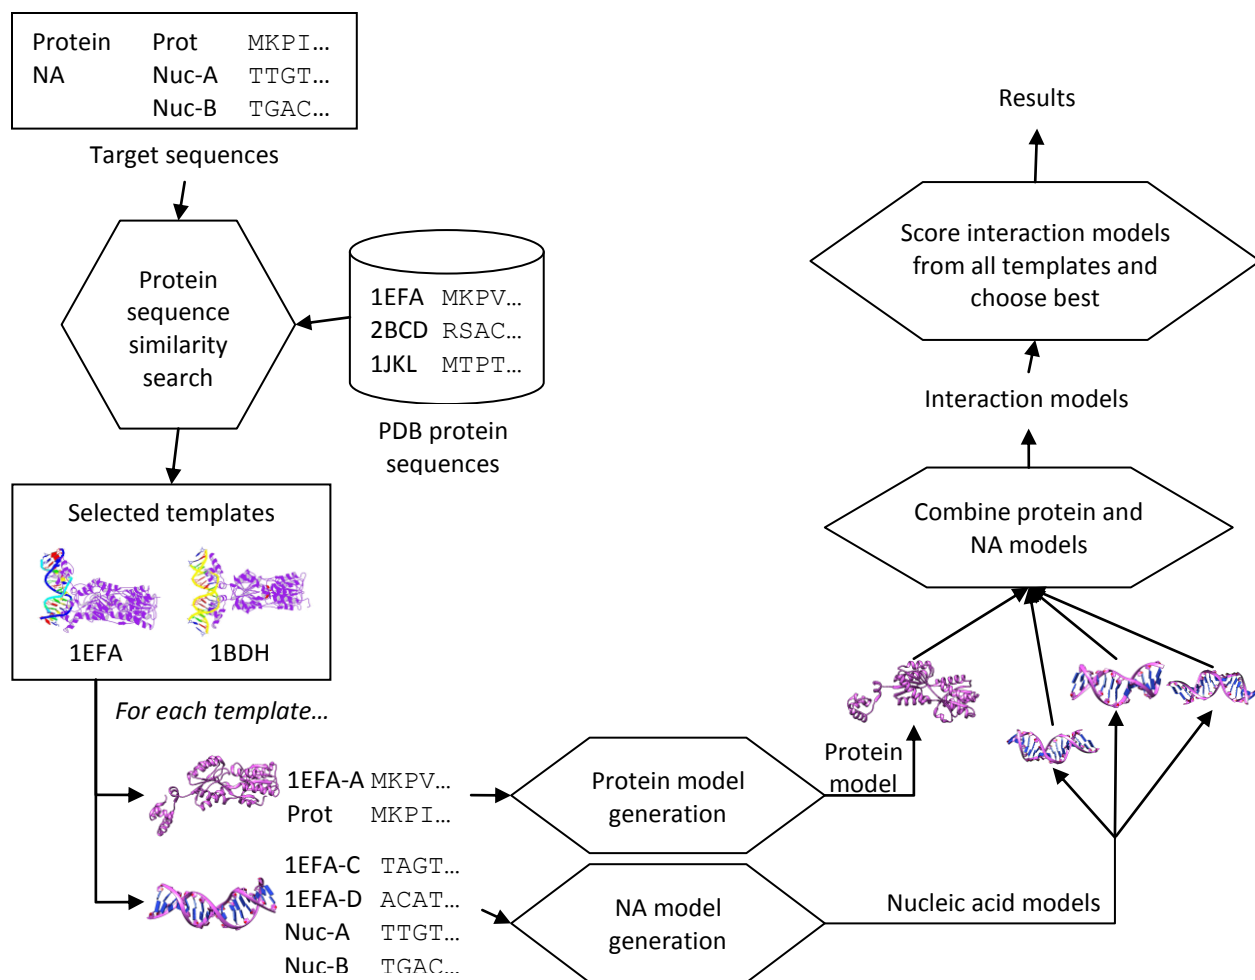 Protein Prot MKPI...
NA Nuc-A TTGT...
Nuc-B TGAC...
Target sequences
Protein
sequence
similarity
search
1EFA MKPV...
2BCD RSAC...
1JKL MTPT...
PDB protein
sequences
Selected templates
1EFA 1BDH
For each template...
1EFA-A MKPV...
Prot MKPI...
1EFA-C TAGT...
1EFA-D ACAT...
Nuc-A TTGT...
Nuc-B TGAC...
Protein model
generation
NA model
generation
Protein
model
Nucleic acid models
Combine protein and
NA models
Interaction models
Score interaction models
from all templates and
choose best
Results